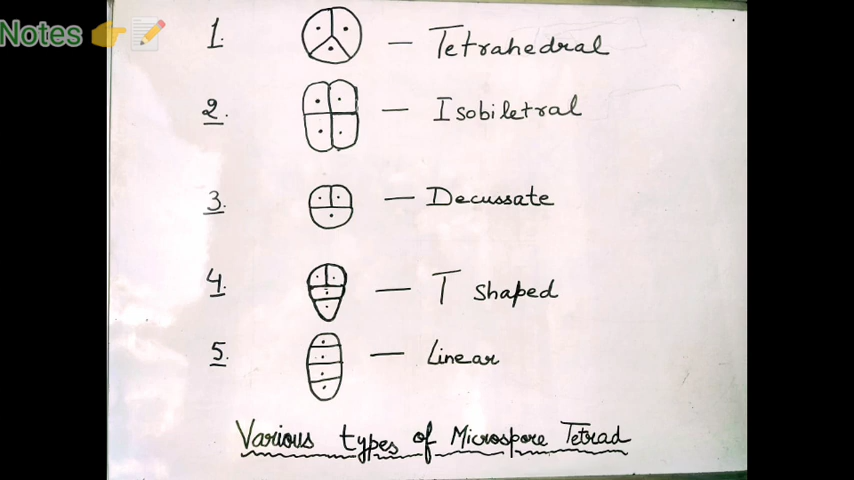 Notes 👉📝
1. — Tetrahedral
2. — Isobiletral
3. — Decussate
4. — T shaped
5. — Linear
Various types of Microspore Tetrad